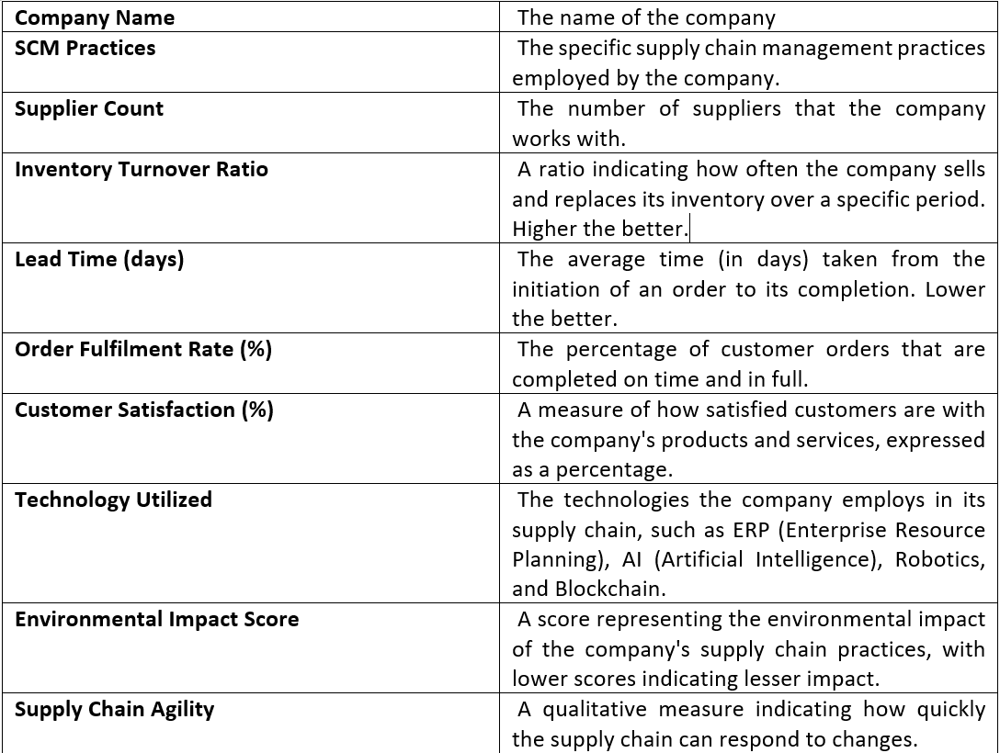 Company Name
The name of the company
SCM Practices
The specific supply chain management practices
employed by the company.
Supplier Count
The number of suppliers that the company
works with.
Inventory Turnover Ratio
A ratio indicating how often the company sells
and replaces its inventory over a specific period.
Higher the better.
Lead Time (days)
The average time (in days) taken from the
initiation of an order to its completion. Lower
the better.
Order Fulfilment Rate (%)
The percentage of customer orders that are
completed on time and in full.
Customer Satisfaction (%)
A measure of how satisfied customers are with
the company's products and services, expressed
as a percentage.
Technology Utilized
The technologies the company employs in its
supply chain, such as ERP (Enterprise Resource
Planning), AI (Artificial Intelligence), Robotics,
and Blockchain.
Environmental Impact Score
A score representing the environmental impact
of the company's supply chain practices, with
lower scores indicating lesser impact.
Supply Chain Agility
A qualitative measure indicating how quickly
the supply chain can respond to changes.